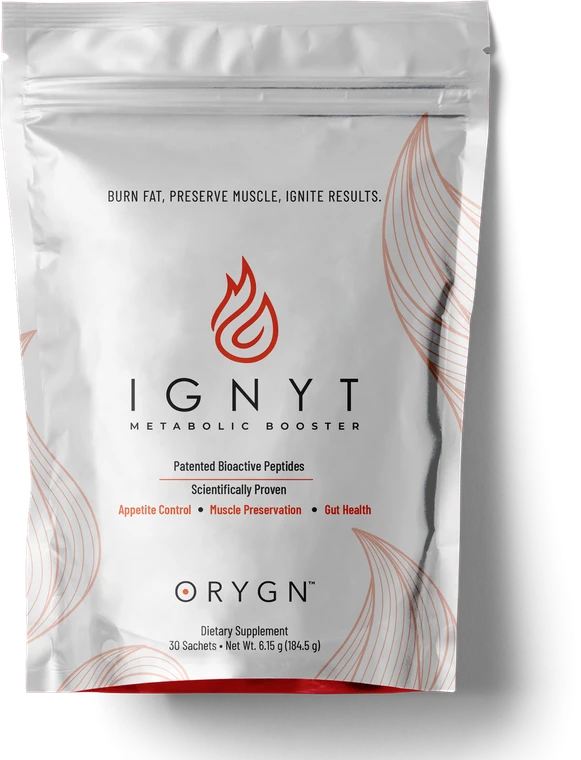 BURN FAT, PRESERVE MUSCLE, IGNITE RESULTS.
IGNYT
METABOLIC BOOSTER
Patented Bioactive Peptides
Scientifically Proven
Appetite Control • Muscle Preservation • Gut Health
ORYGN™
Dietary Supplement
30 Sachets • Net Wt. 6.15 g (184.5 g)